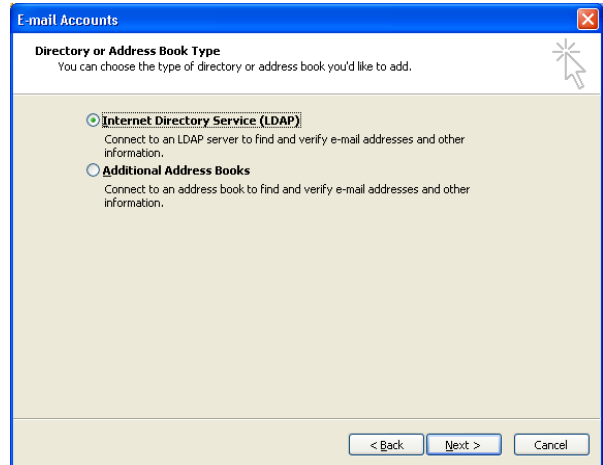 E-mail Accounts
Directory or Address Book Type
You can choose the type of directory or address book you'd like to add.
Internet Directory Service (LDAP)
Connect to an LDAP server to find and verify e-mail addresses and other
information.
Additional Address Books
Connect to an address book to find and verify e-mail addresses and other
information.
< Back Next > Cancel